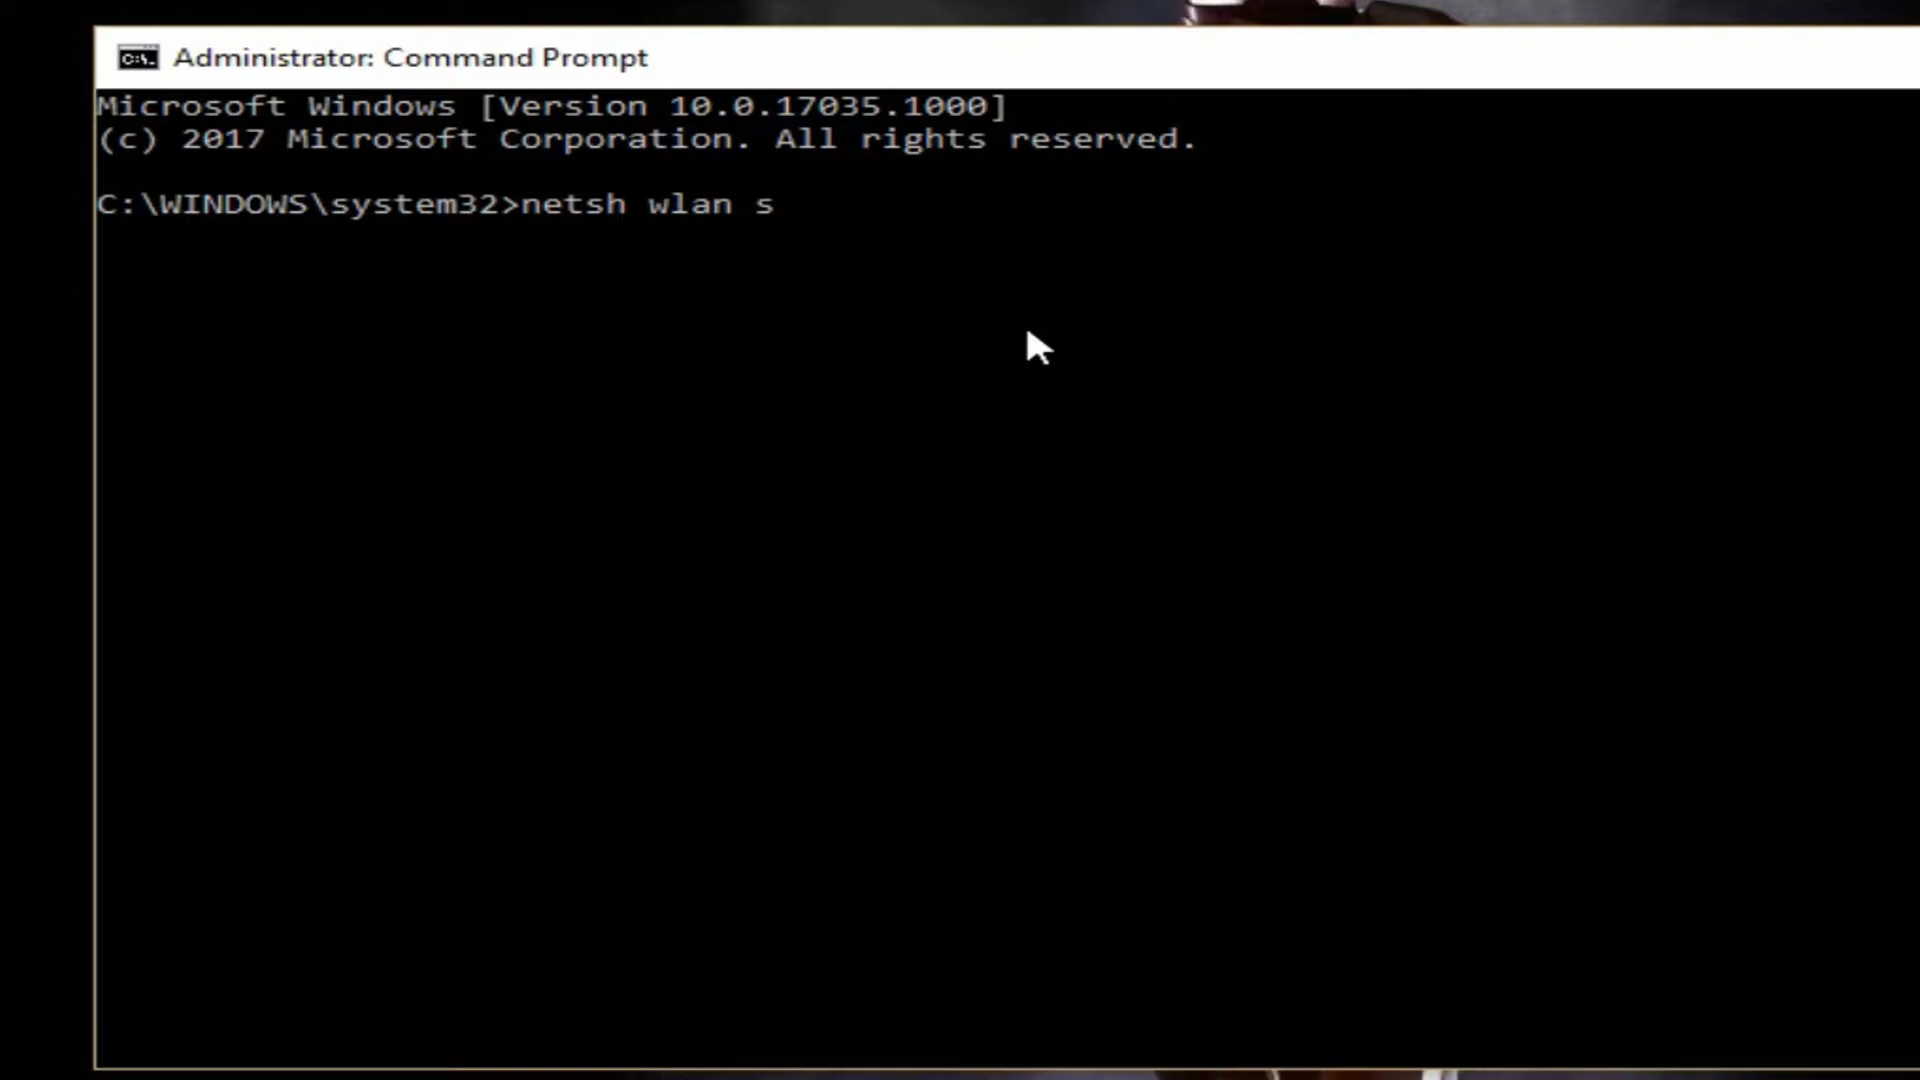 C:\.
Administrator: Command Prompt
Microsoft Windows [Version 10.0.17035.1000]
(c) 2017 Microsoft Corporation. All rights reserved.
C:\WINDOWS\system32>netsh wlan s